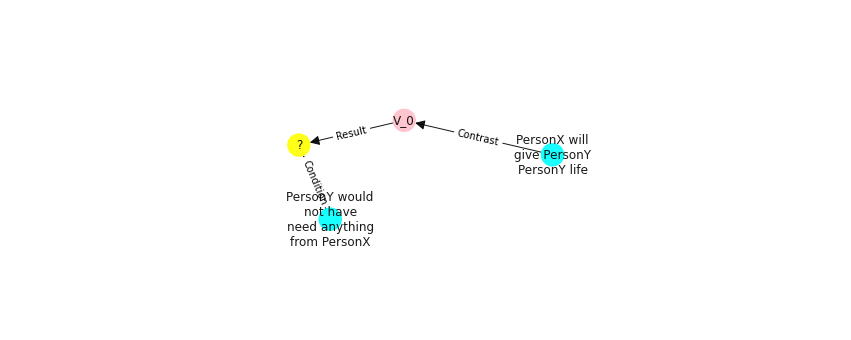 V_0
Result
Contrast
?
PersonX will
give PersonY
PersonY life
Condition
PersonY would
not have
need anything
from PersonX